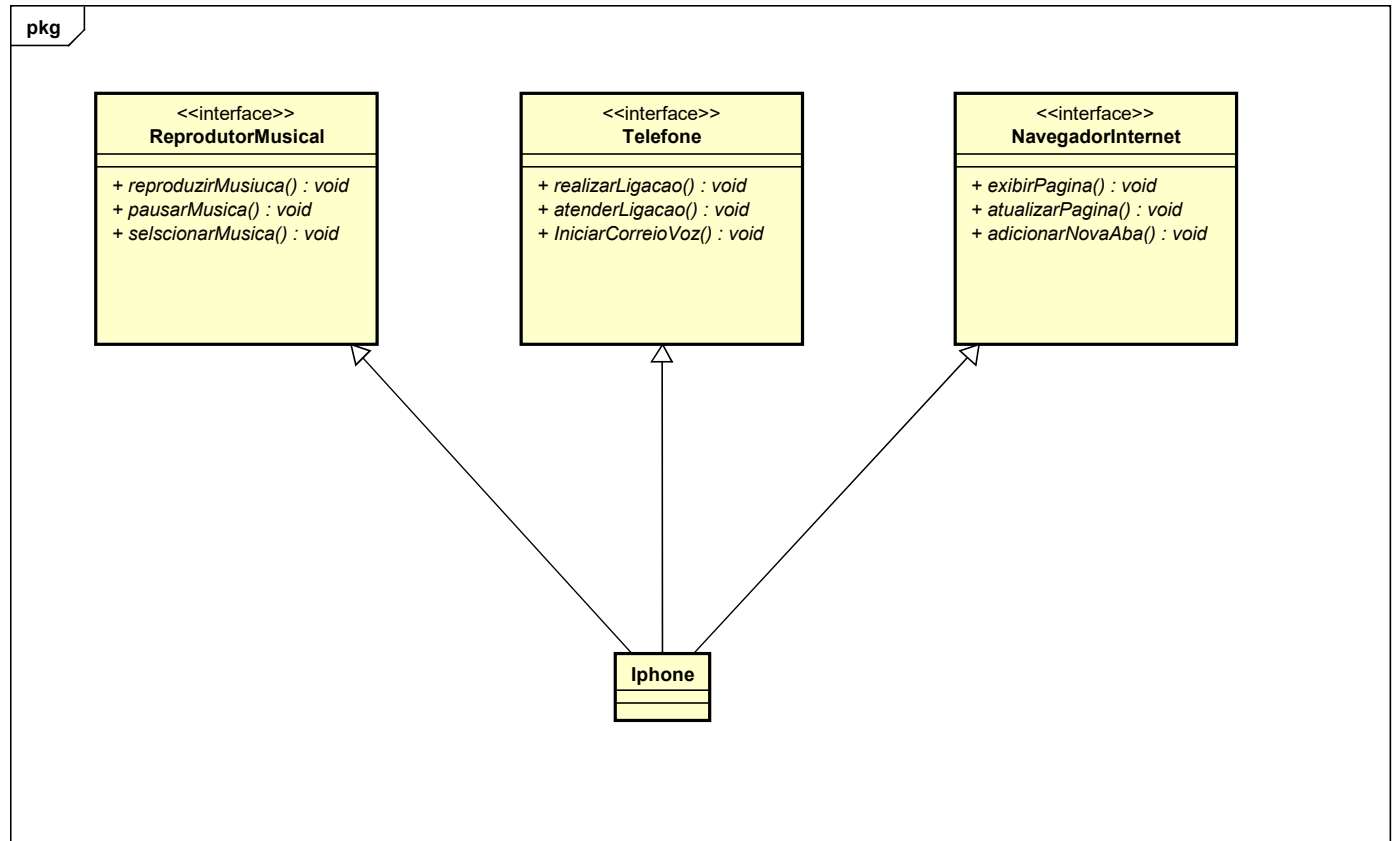 pkg
<<interface>>
ReprodutorMusical
+ reproduzirMusiuca() : void
+ pausarMusica() : void
+ selscionarMusica() : void
<<interface>>
Telefone
+ realizarLigacao() : void
+ atenderLigacao() : void
+ IniciarCorreioVoz() : void
<<interface>>
NavegadorInternet
+ exibirPagina() : void
+ atualizarPagina() : void
+ adicionarNovaAba() : void
Iphone